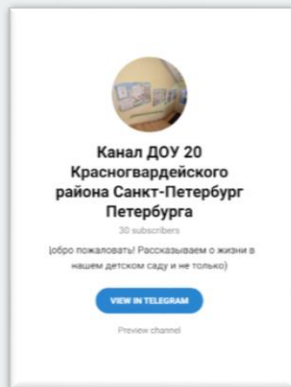 Канал ДОУ 20
Красногвардейского
района Санкт-Петербург
Петербурга
30 subscribers
добро пожаловать! Рассказываем о жизни в
нашем детском саду и не только)
VIEW IN TELEGRAM
Preview channel